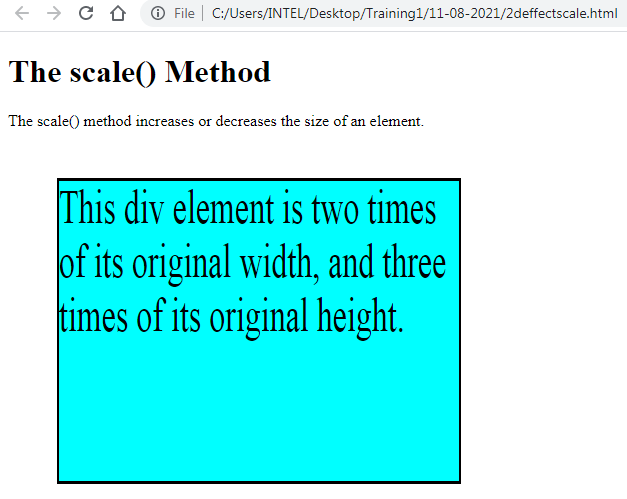 File | C:/Users/INTEL/Desktop/Training1/11-08-2021/2deffectscale.html
The scale() Method
The scale() method increases or decreases the size of an element.
This div element is two times
of its original width, and three
times of its original height.